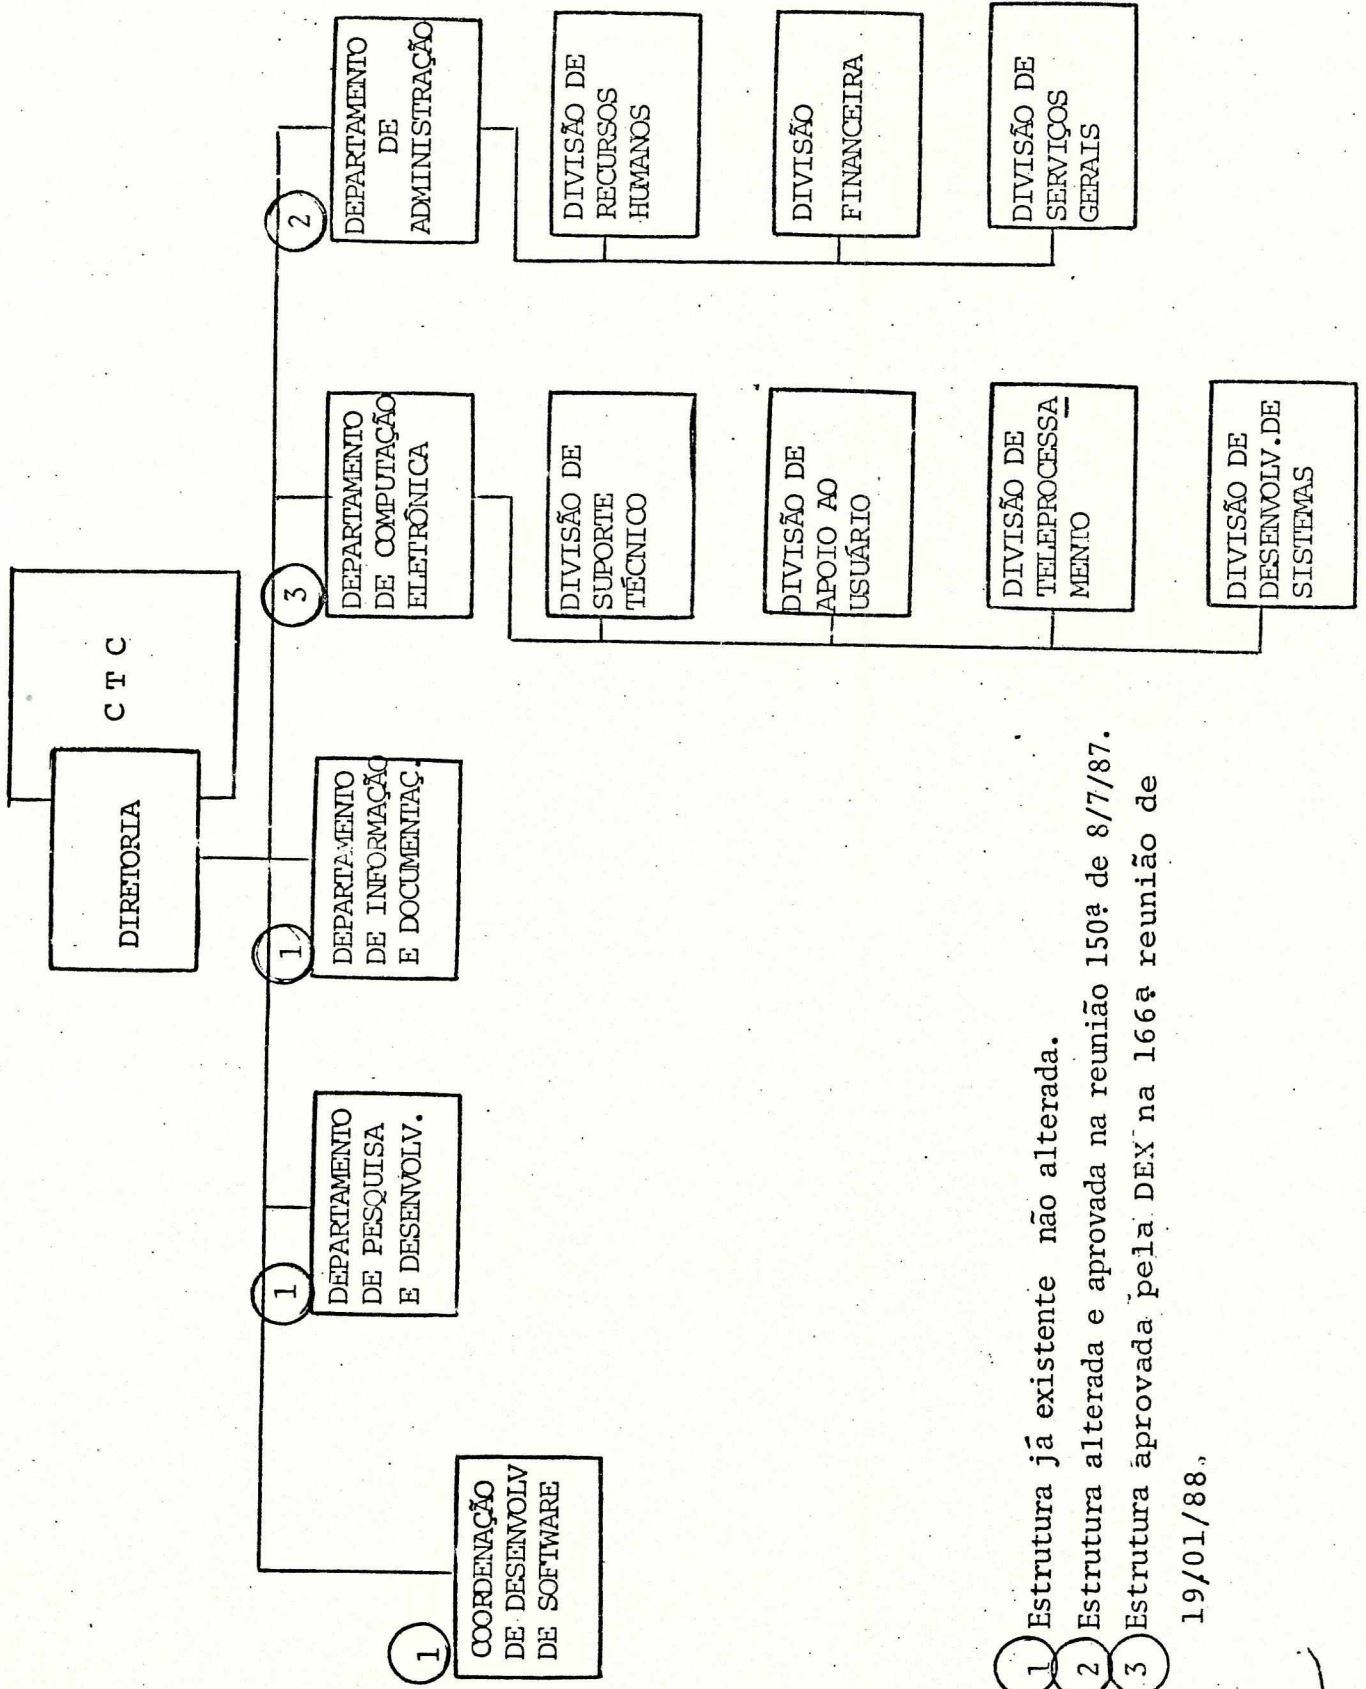 C T C
DIRETORIA
1
COORDENAÇÃO
DE DESENVOLV
DE SOFTWARE
1
DEPARTAMENTO
DE PESQUISA
E DESENVOLV.
1
DEPARTAMENTO
DE INFORMAÇÃO
E DOCUMENTAÇ.
3
DEPARTAMENTO
DE COMPUTAÇÃO
ELETRÔNICA
2
DEPARTAMENTO
DE
ADMINISTRAÇÃO
DIVISÃO DE
SUPORTE
TÉCNICO
DIVISÃO DE
APOIO AO
USUÁRIO
DIVISÃO DE
TELEPROCESSA
MENTO
DIVISÃO DE
DESENVOLV.DE
SISTEMAS
DIVISÃO DE
RECURSOS
HUMANOS
DIVISÃO
FINANCEIRA
DIVISÃO DE
SERVIÇOS
GERAIS
1 Estrutura já existente não alterada.
2 Estrutura alterada e aprovada na reunião 150ª de 8/7/87.
3 Estrutura aprovada pela DEX na 166ª reunião de
19/01/88.